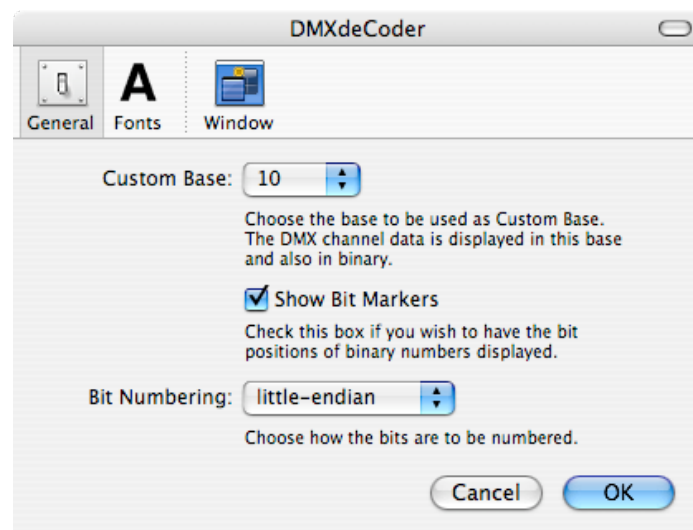 DMXdeCoder
A
General Fonts Window
Custom Base: 10
Choose the base to be used as Custom Base.
The DMX channel data is displayed in this base
and also in binary.
Show Bit Markers
Check this box if you wish to have the bit
positions of binary numbers displayed.
Bit Numbering: little-endian
Choose how the bits are to be numbered.
Cancel OK